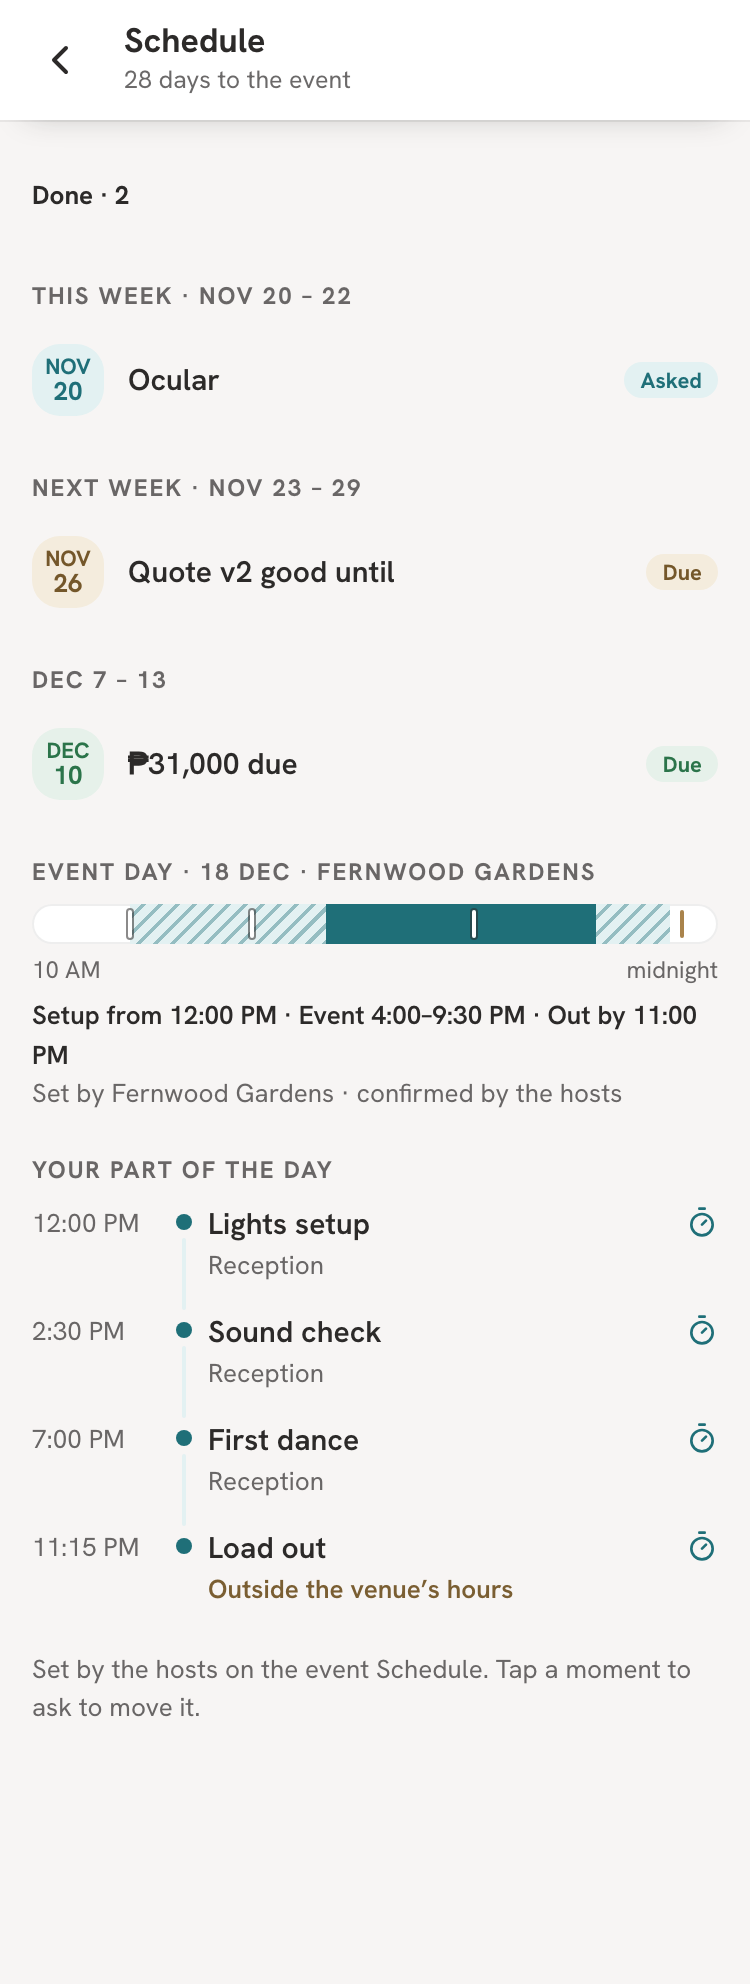 Schedule
28 days to the event
Done · 2
THIS WEEK · NOV 20 – 22
NOV
20
Ocular
Asked
NEXT WEEK · NOV 23 – 29
NOV
26
Quote v2 good until
Due
DEC 7 – 13
DEC
10
₱31,000 due
Due
EVENT DAY · 18 DEC · FERNWOOD GARDENS
10 AM
midnight
Setup from 12:00 PM · Event 4:00–9:30 PM · Out by 11:00
PM
Set by Fernwood Gardens · confirmed by the hosts
YOUR PART OF THE DAY
12:00 PM
Lights setup
Reception
2:30 PM
Sound check
Reception
7:00 PM
First dance
Reception
11:15 PM
Load out
Outside the venue’s hours
Set by the hosts on the event Schedule. Tap a moment to
ask to move it.